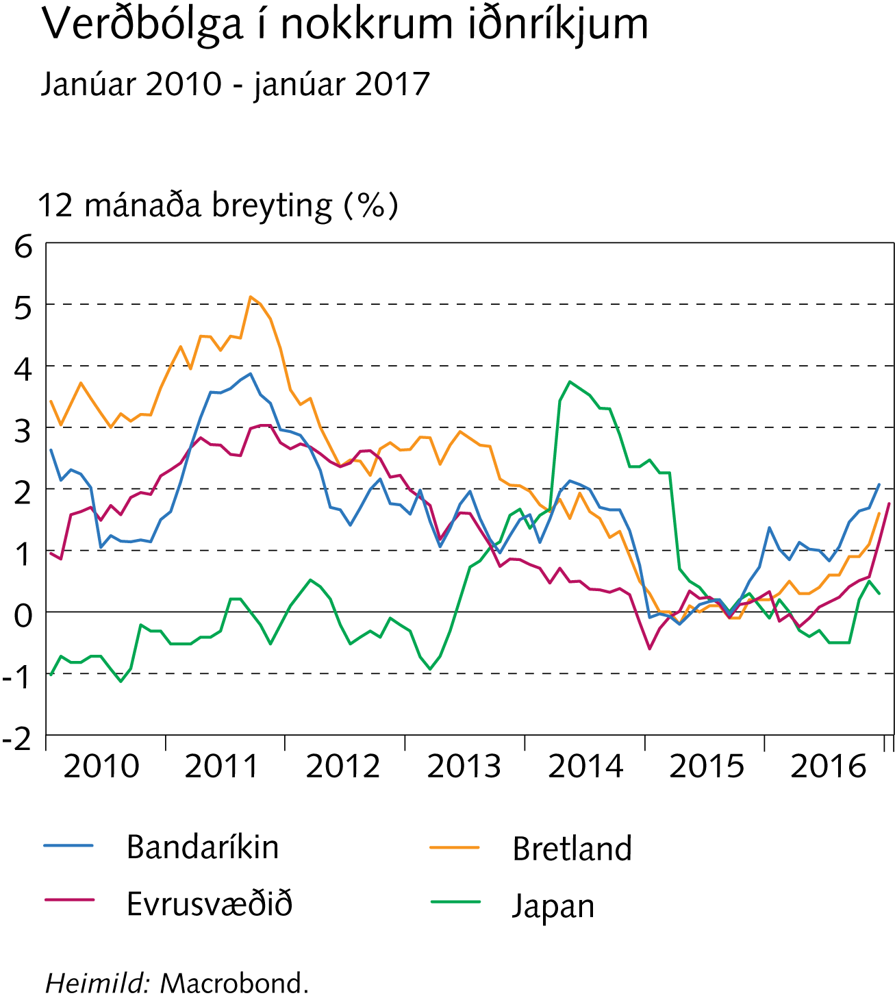 Verðbólga í nokkrum iðnríkjum
Janúar 2010 - janúar 2017
12 mánaða breyting (%)
6
5
4
3
2
1
0
-1
-2
2010 2011 2012 2013 2014 2015 2016
Bandaríkin Bretland
Evrusvæðið Japan
Heimild: Macrobond.